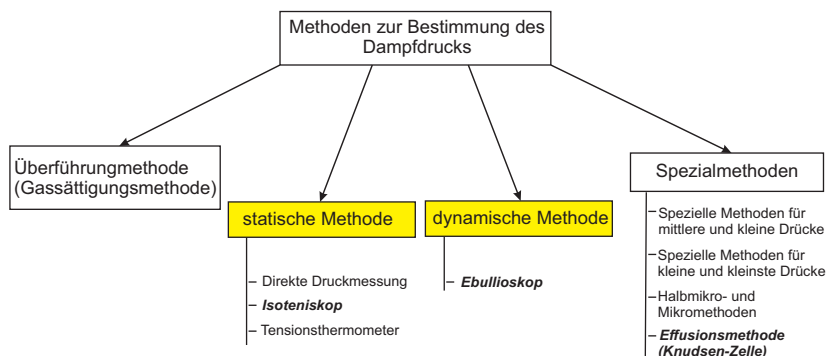 Methoden zur Bestimmung des
Dampfdrucks
Überführungmethode
(Gassättigungsmethode)
statische Methode
– Direkte Druckmessung
– Isoteniskop
– Tensionsthermometer
dynamische Methode
– Ebullioskop
Spezialmethoden
– Spezielle Methoden für
mittlere und kleine Drücke
– Spezielle Methoden für
kleine und kleinste Drücke
– Halbmikro- und
Mikromethoden
– Effusionsmethode
(Knudsen-Zelle)